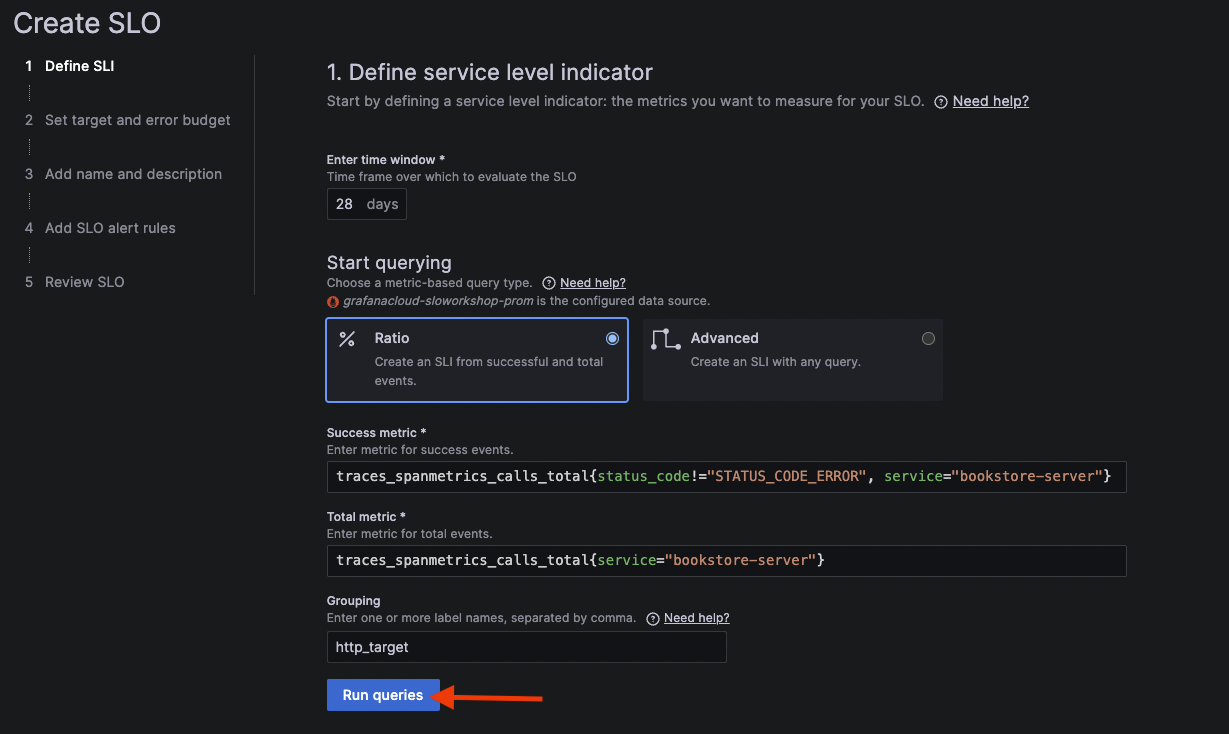 Create SLO
1 Define SLI
2 Set target and error budget
3 Add name and description
4 Add SLO alert rules
5 Review SLO
1. Define service level indicator
Start by defining a service level indicator: the metrics you want to measure for your SLO. Need help?
Enter time window *
Time frame over which to evaluate the SLO
28 days
Start querying
Choose a metric-based query type. Need help?
grafanacloud-sloworkshop-prom is the configured data source.
Ratio
Create an SLI from successful and total
events.
Advanced
Create an SLI with any query.
Success metric *
Enter metric for success events.
traces_spanmetrics_calls_total{status_code!="STATUS_CODE_ERROR", service="bookstore-server"}
Total metric *
Enter metric for total events.
traces_spanmetrics_calls_total{service="bookstore-server"}
Grouping
Enter one or more label names, separated by comma. Need help?
http_target
Run queries